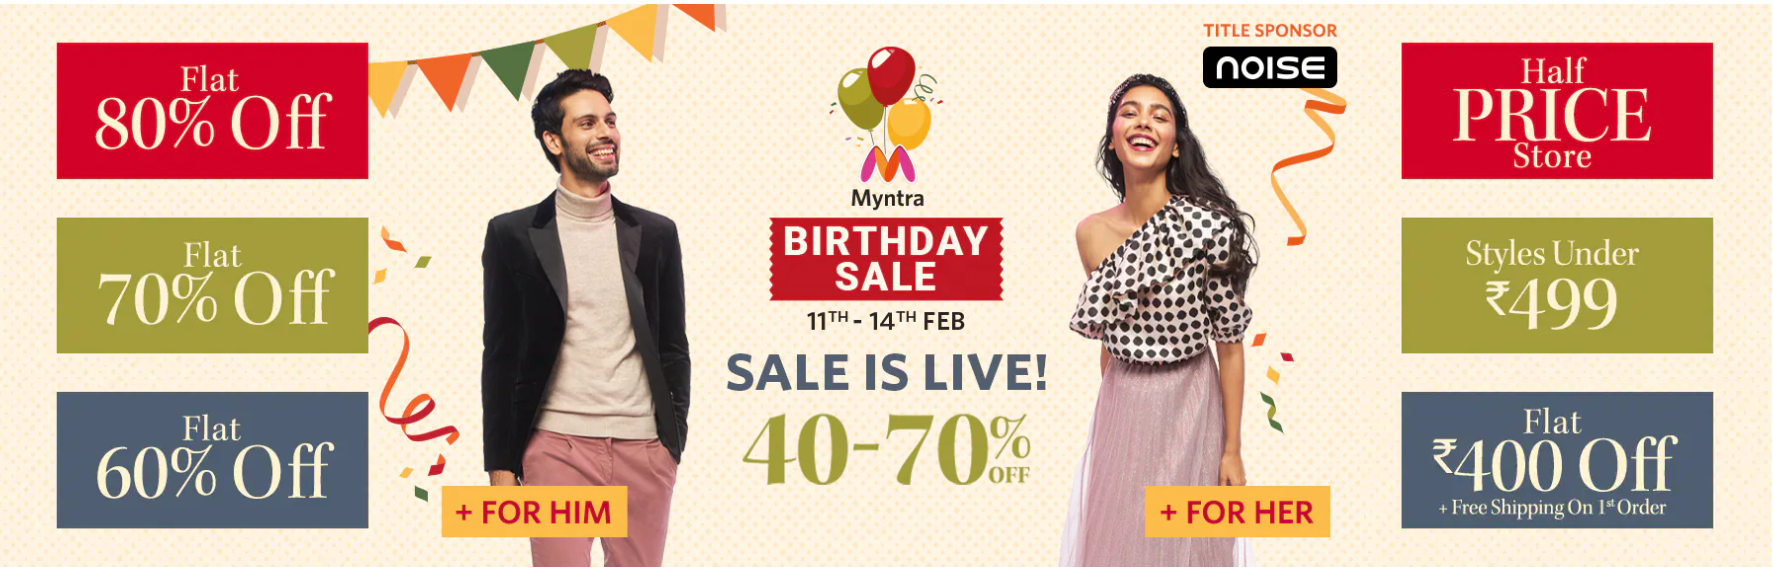 Flat
80% Off
Flat
70% Off
Flat
60% Off
+ FOR HIM
Myntra
BIRTHDAY
SALE
11TH - 14TH FEB
SALE IS LIVE!
40-70% OFF
TITLE SPONSOR
NOISE
+ FOR HER
Half
PRICE
Store
Styles Under
₹499
Flat
₹400 Off
+ Free Shipping On 1st Order